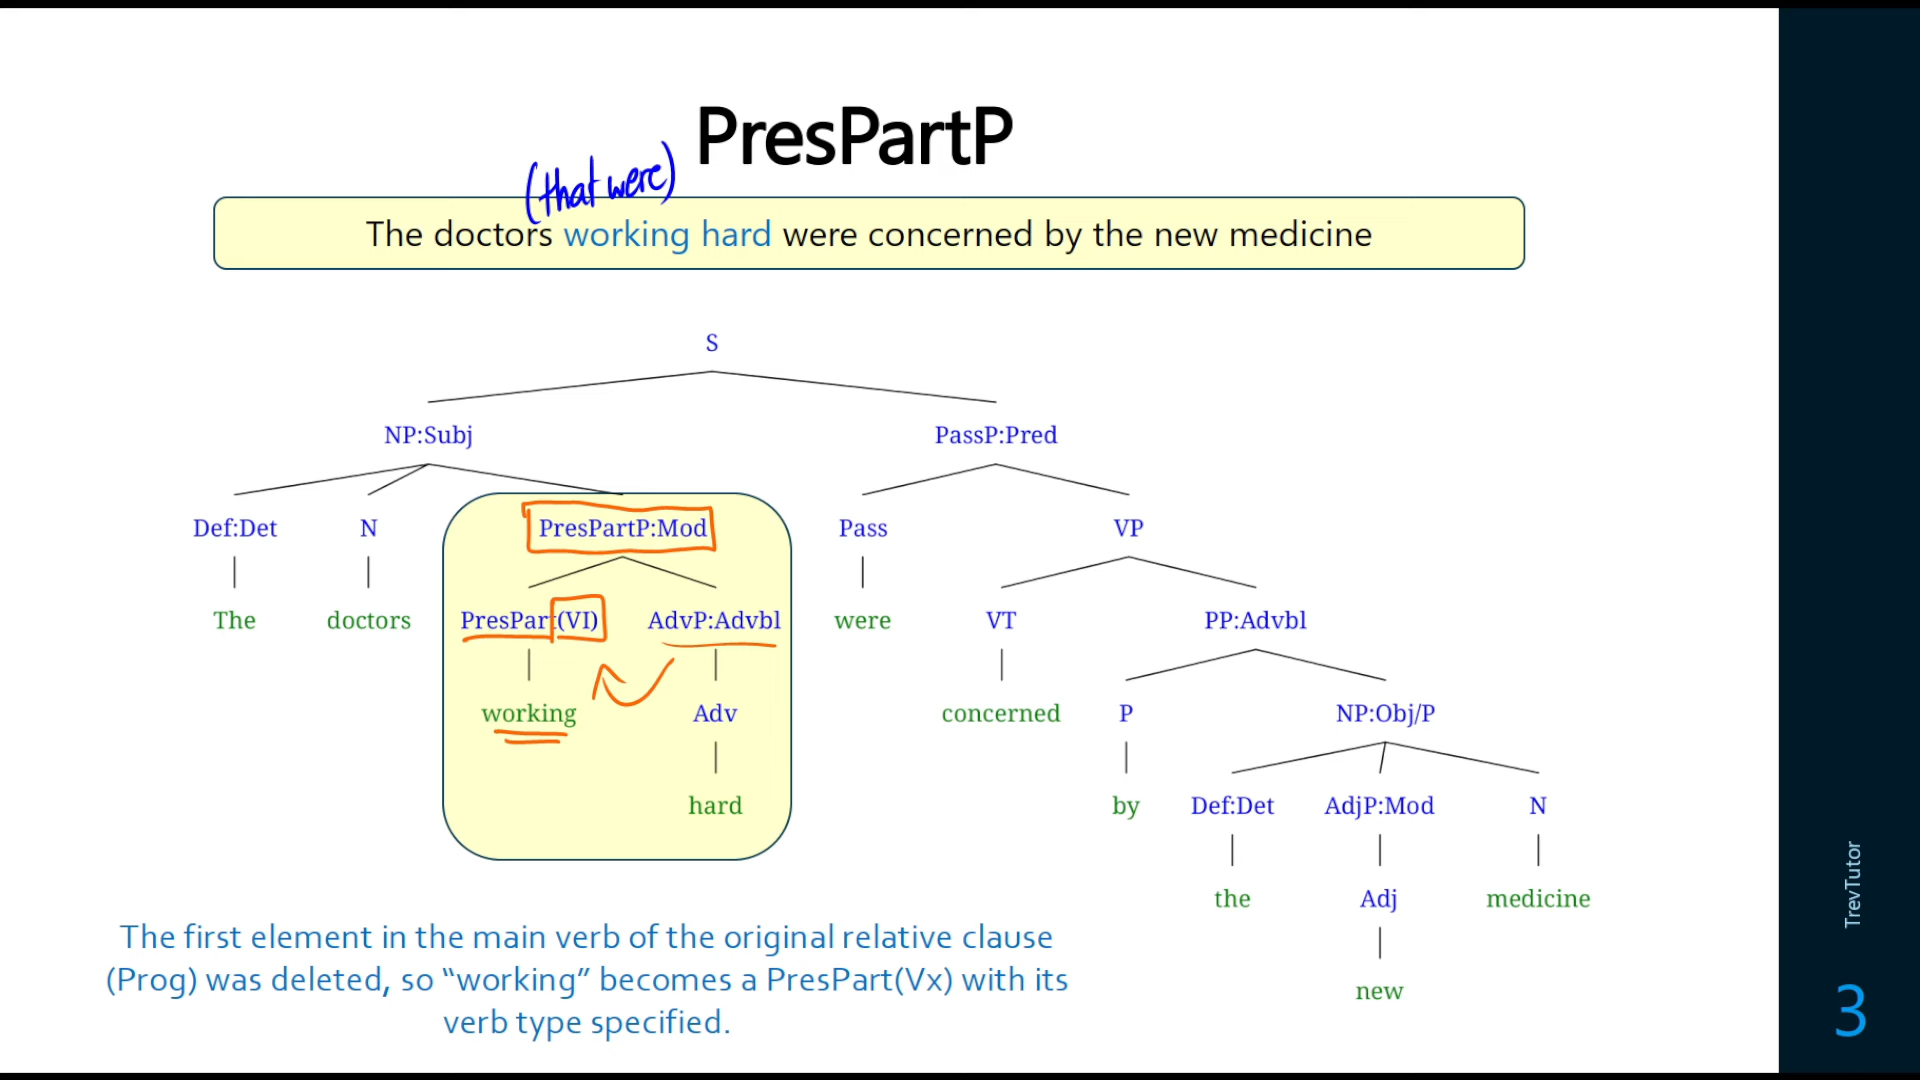 PresPartP
(that were)
The doctors working hard were concerned by the new medicine
S
NP:Subj PassP:Pred
Def:Det N PresPartP:Mod Pass VP
The doctors PresPart(VI) AdvP:Advbl were VT PP:Advbl
working Adv concerned P NP:Obj/P
hard by Def:Det AdjP:Mod N
the Adj medicine
new
The first element in the main verb of the original relative clause
(Prog) was deleted, so “working” becomes a PresPart(Vx) with its
verb type specified.
TrevTutor
3